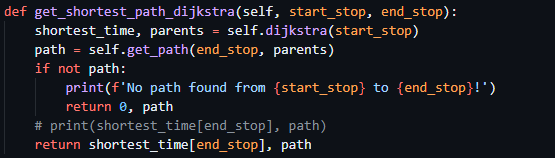 def get_shortest_path_dijkstra(self, start_stop, end_stop):
    shortest_time, parents = self.dijkstra(start_stop)
    path = self.get_path(end_stop, parents)
    if not path:
        print(f'No path found from {start_stop} to {end_stop}!')
        return 0, path
    # print(shortest_time[end_stop], path)
    return shortest_time[end_stop], path